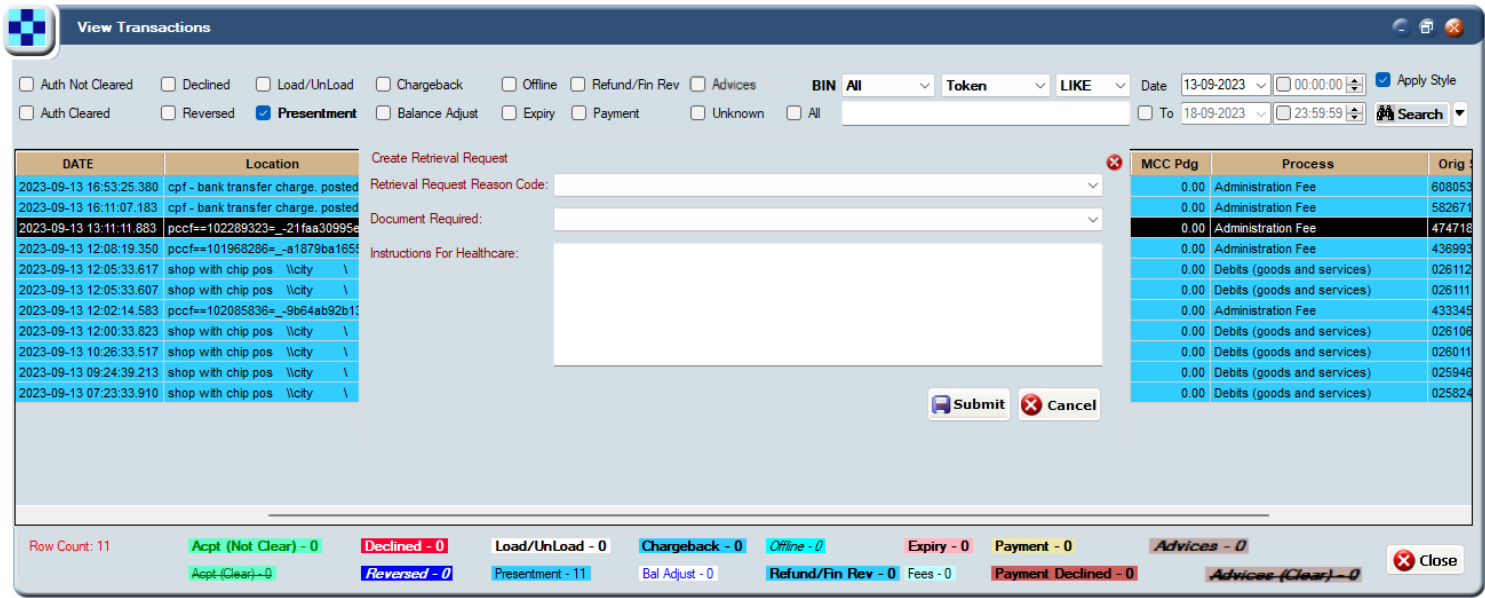 View Transactions
Auth Not Cleared Declined Load/UnLoad Chargeback Offline Refund/Fin Rev Advices BIN All Token LIKE Date 13-09-2023 00:00:00 Apply Style
Auth Cleared Reversed Presentment Balance Adjust Expiry Payment Unknown All To 18-09-2023 23:59:59 Search
DATE Location Create Retrieval Request MCC Pdg Process Orig
2023-09-13 16:53:25.380 cpf - bank transfer charge. posted Retrieval Request Reason Code: 0.00 Administration Fee 608053
2023-09-13 16:11:07.183 cpf - bank transfer charge. posted 0.00 Administration Fee 582671
2023-09-13 13:11:11.883 pccf==102289323=_-21faa30995e Document Required: 0.00 Administration Fee 474718
2023-09-13 12:08:19.350 pccf==101968286=_-a1879ba1655 Instructions For Healthcare: 0.00 Administration Fee 436993
2023-09-13 12:05:33.617 shop with chip pos \\city \ 0.00 Debits (goods and services) 026112
2023-09-13 12:05:33.607 shop with chip pos \\city \ 0.00 Debits (goods and services) 026111
2023-09-13 12:02:14.583 pccf==102085836=_-9b64ab92b13 0.00 Administration Fee 433345
2023-09-13 12:00:33.823 shop with chip pos \\city \ 0.00 Debits (goods and services) 026106
2023-09-13 10:26:33.517 shop with chip pos \\city \ 0.00 Debits (goods and services) 026011
2023-09-13 09:24:39.213 shop with chip pos \\city \ 0.00 Debits (goods and services) 025946
2023-09-13 07:23:33.910 shop with chip pos \\city \ 0.00 Debits (goods and services) 025824
Submit Cancel
Row Count: 11 Acpt (Not Clear) - 0 Declined - 0 Load/UnLoad - 0 Chargeback - 0 Offline - 0 Expiry - 0 Payment - 0 Advices - 0
Acpt (Clear) - 0 Reversed - 0 Presentment - 11 Bal Adjust - 0 Refund/Fin Rev - 0 Fees - 0 Payment Declined - 0 Advices (Clear) - 0
Close